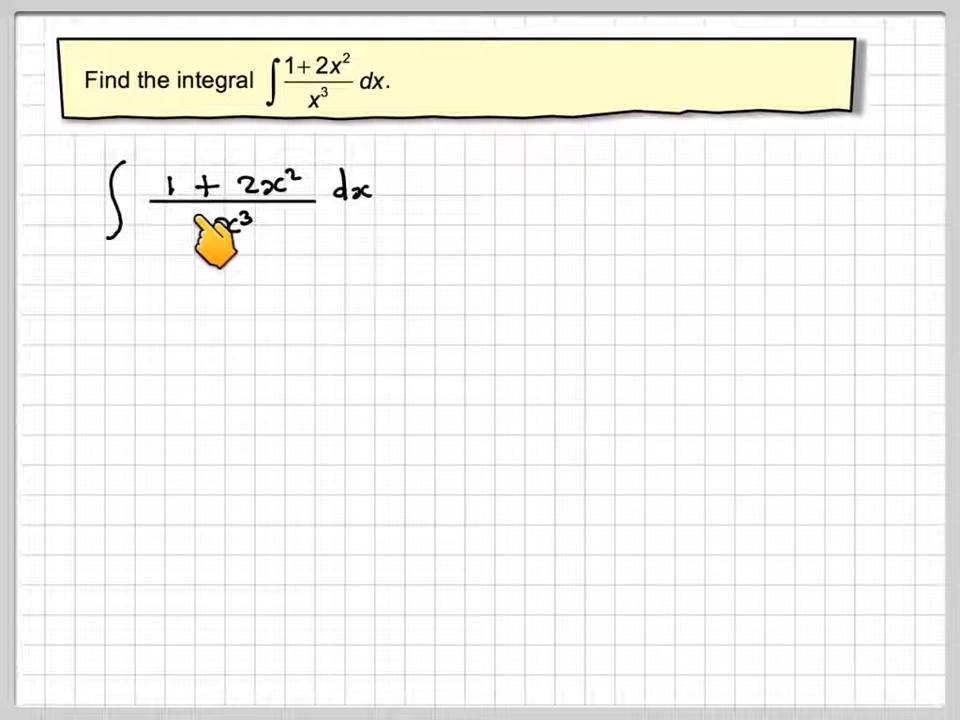 Find the integral ∫ (1+2x²)/x³ dx.
∫ (1 + 2x²)/x³ dx